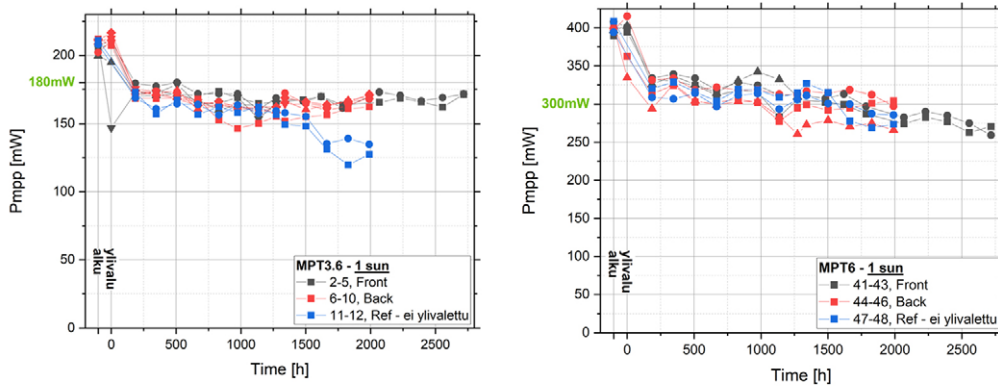 200
180mW
150
100
50
0
Pmpp [mW]
alku
ylivalu
MPT3.6 - 1 sun
2-5, Front
6-10, Back
11-12, Ref - ei ylivalettu
0
500
1000
1500
2000
2500
Time [h]
400
350
300mW
250
200
150
100
50
0
Pmpp [mW]
alku
ylivalu
MPT6 - 1 sun
41-43, Front
44-46, Back
47-48, Ref - ei ylivalettu
0
500
1000
1500
2000
2500
Time [h]